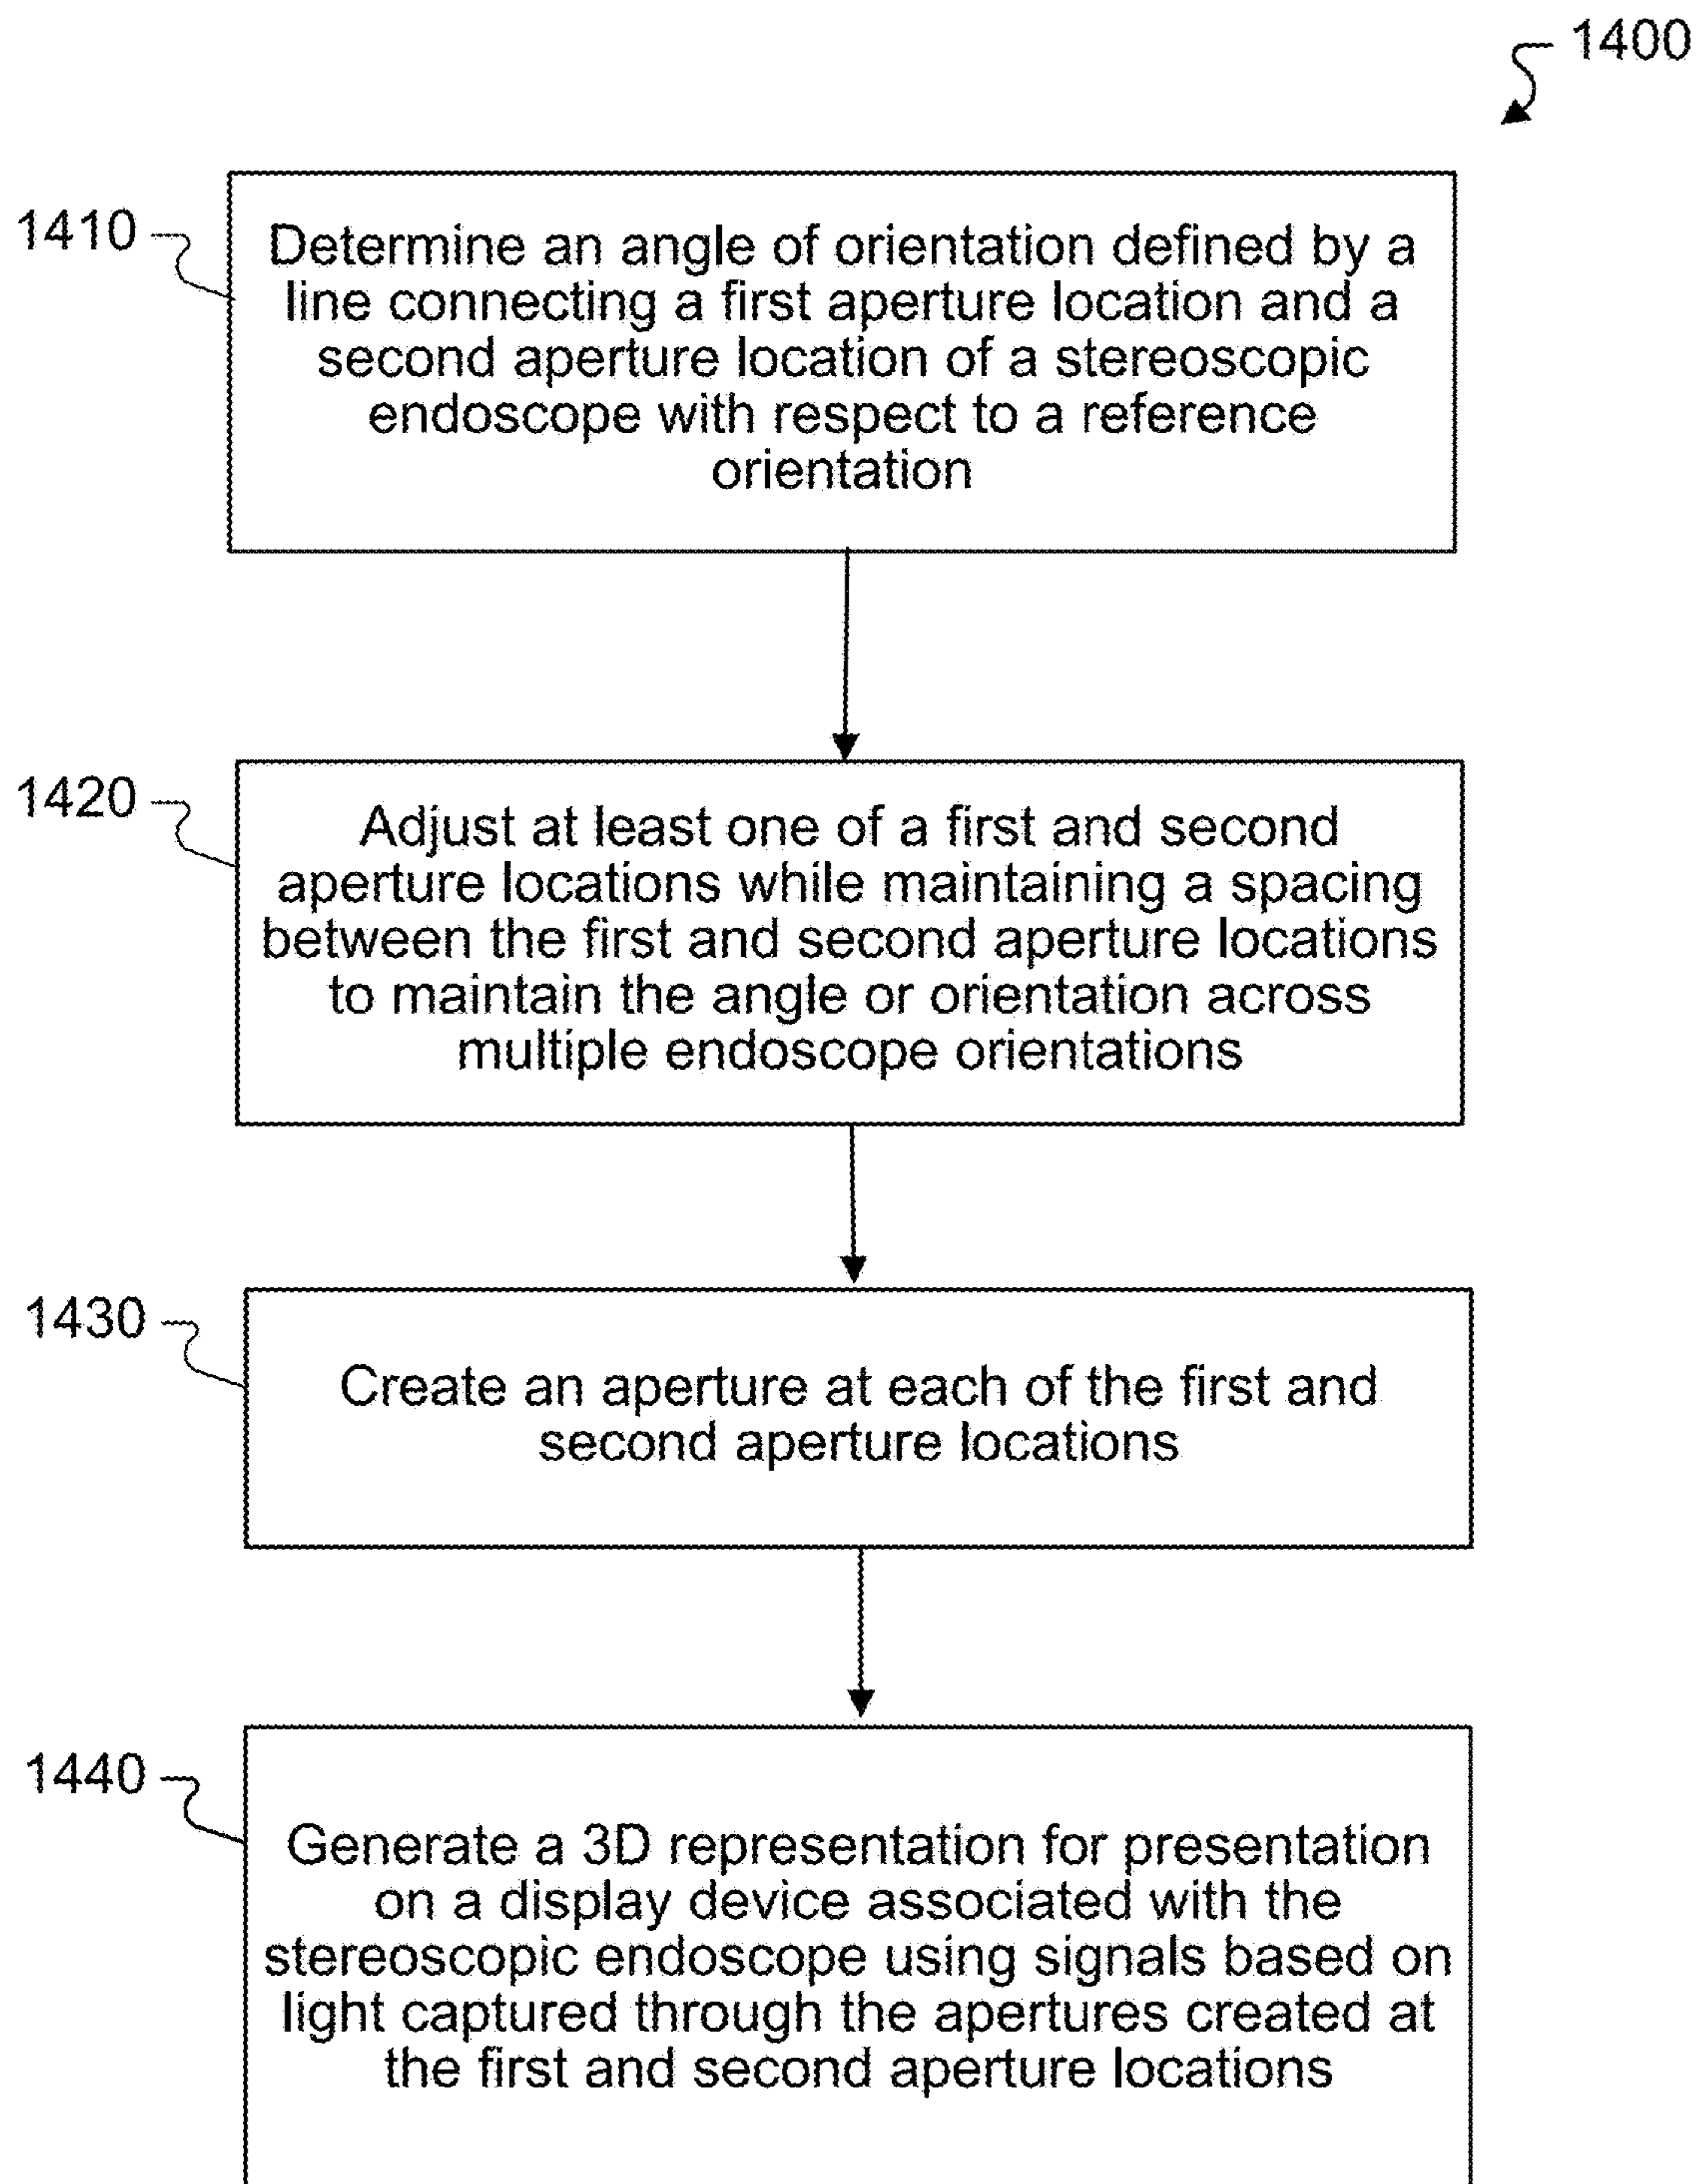 1400
1410
Determine an angle of orientation defined by a
line connecting a first aperture location and a
second aperture location of a stereoscopic
endoscope with respect to a reference
orientation
1420
Adjust at least one of a first and second
aperture locations while maintaining a spacing
between the first and second aperture locations
to maintain the angle or orientation across
multiple endoscope orientations
1430
Create an aperture at each of the first and
second aperture locations
1440
Generate a 3D representation for presentation
on a display device associated with the
stereoscopic endoscope using signals based on
light captured through the apertures created at
the first and second aperture locations